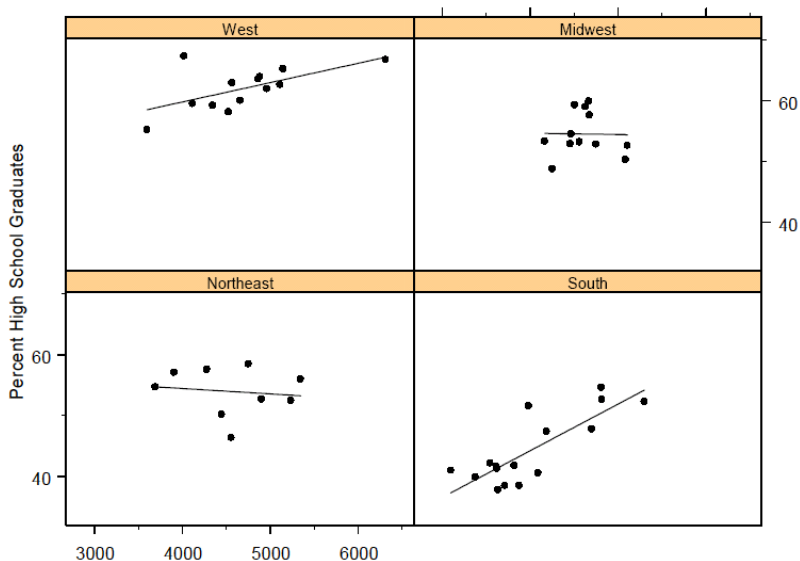 West
Midwest
60
40
Percent High School Graduates
Northeast
South
60
40
3000 4000 5000 6000